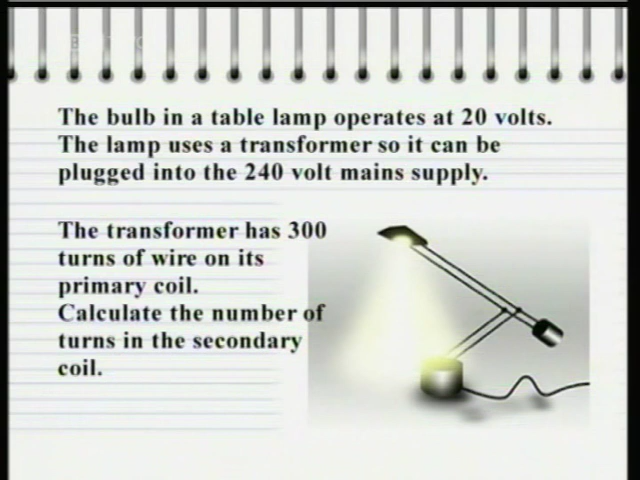 The bulb in a table lamp operates at 20 volts.
The lamp uses a transformer so it can be
plugged into the 240 volt mains supply.
The transformer has 300
turns of wire on its
primary coil.
Calculate the number of
turns in the secondary
coil.